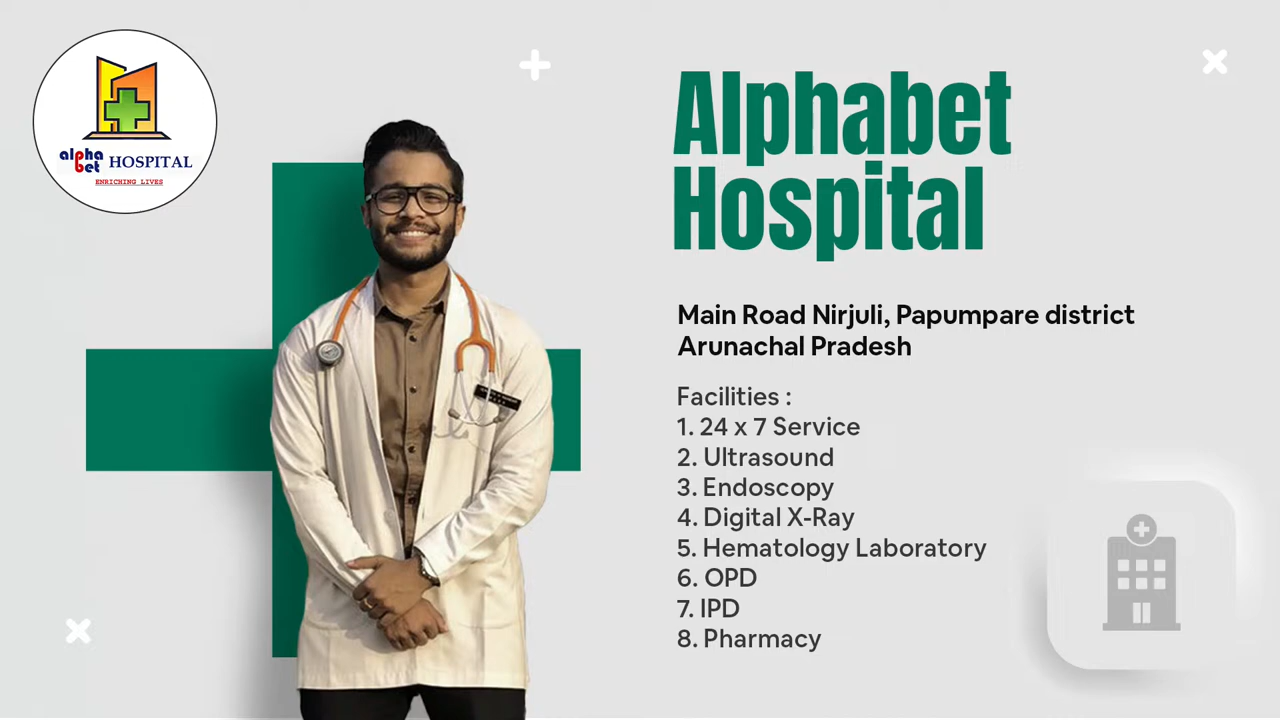 alpha
bet HOSPITAL
ENRICHING LIVES
Alphabet
Hospital
Main Road Nirjuli, Papumpare district
Arunachal Pradesh
Facilities :
1. 24 x 7 Service
2. Ultrasound
3. Endoscopy
4. Digital X-Ray
5. Hematology Laboratory
6. OPD
7. IPD
8. Pharmacy